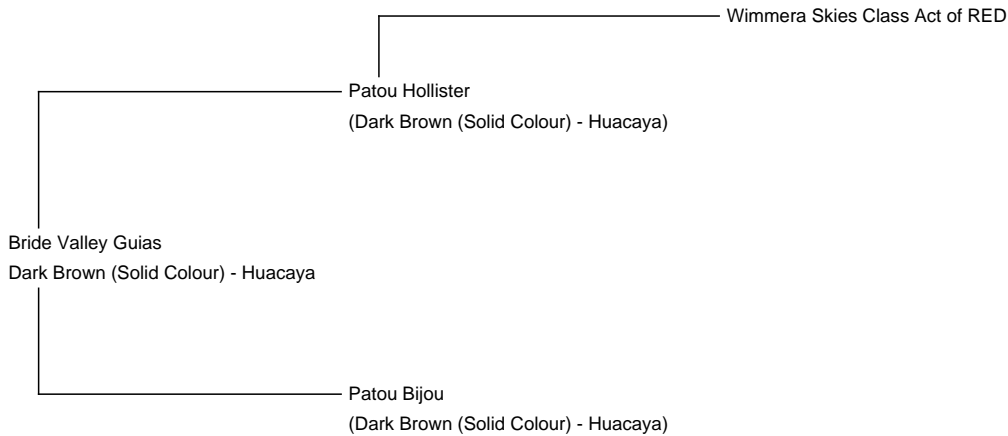 Wimmera Skies Class Act of RED
Patou Hollister
(Dark Brown (Solid Colour) - Huacaya)
Bride Valley Guias
Dark Brown (Solid Colour) - Huacaya
Patou Bijou
(Dark Brown (Solid Colour) - Huacaya)